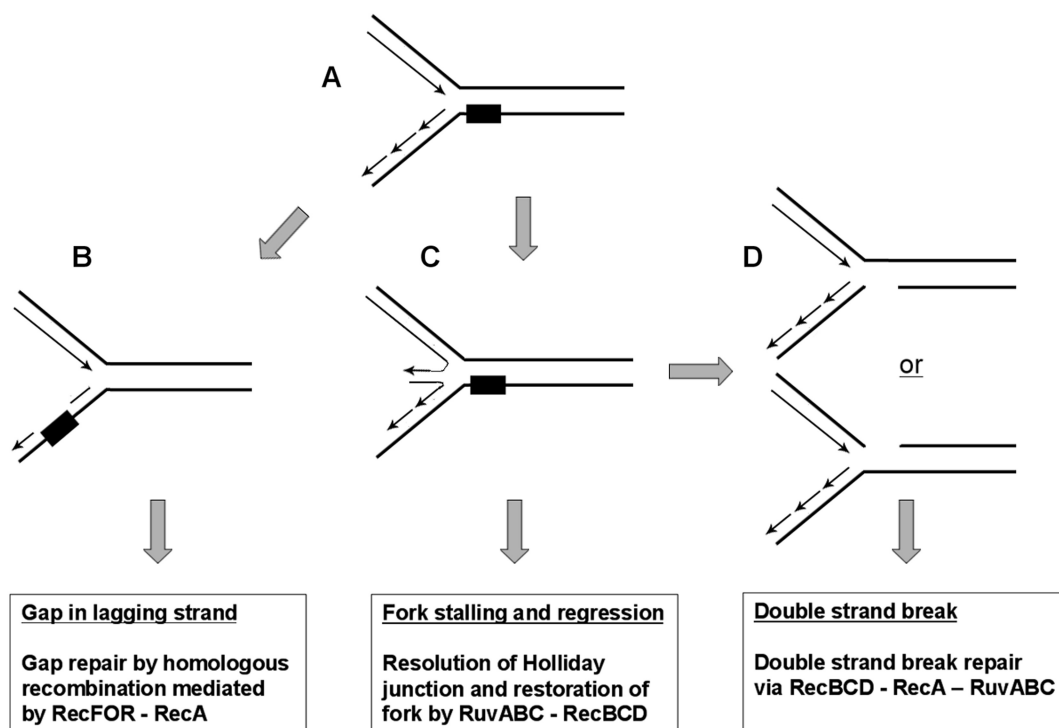 A
B
C
D
or
Gap in lagging strand
Gap repair by homologous
recombination mediated
by RecFOR - RecA
Fork stalling and regression
Resolution of Holliday
junction and restoration of
fork by RuvABC - RecBCD
Double strand break
Double strand break repair
via RecBCD - RecA – RuvABC